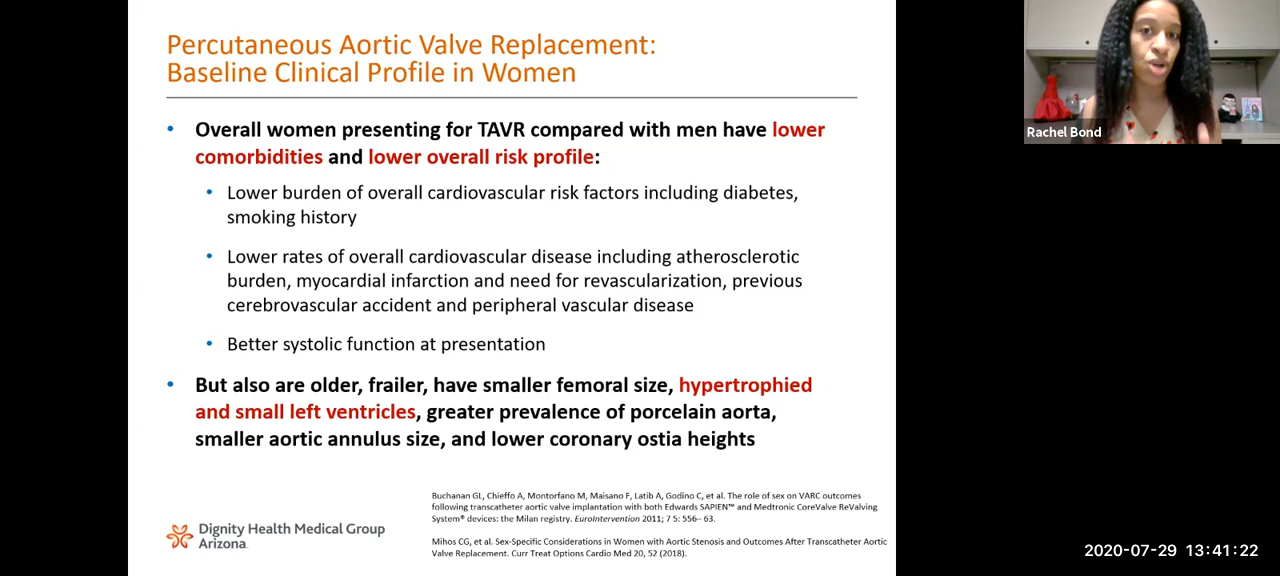 Percutaneous Aortic Valve Replacement:
Baseline Clinical Profile in Women
• Overall women presenting for TAVR compared with men have lower
comorbidities and lower overall risk profile:
• Lower burden of overall cardiovascular risk factors including diabetes,
smoking history
• Lower rates of overall cardiovascular disease including atherosclerotic
burden, myocardial infarction and need for revascularization, previous
cerebrovascular accident and peripheral vascular disease
• Better systolic function at presentation
• But also are older, frailer, have smaller femoral size, hypertrophied
and small left ventricles, greater prevalence of porcelain aorta,
smaller aortic annulus size, and lower coronary ostia heights
Buchanan GL, Chieffo A, Montorfano M, Maisano F, Latib A, Godino C, et al. The role of sex on VARC outcomes
following transcatheter aortic valve implantation with both Edwards SAPIEN™ and Medtronic CoreValve ReValving
System® devices: the Milan registry. EuroIntervention 2011; 7 5: 556– 63.
Mihos CG, et al. Sex-Specific Considerations in Women with Aortic Stenosis and Outcomes After Transcatheter Aortic
Valve Replacement. Curr Treat Options Cardio Med 20, 52 (2018).
Dignity Health Medical Group
Arizona.
Rachel Bond
2020-07-29 13:41:22